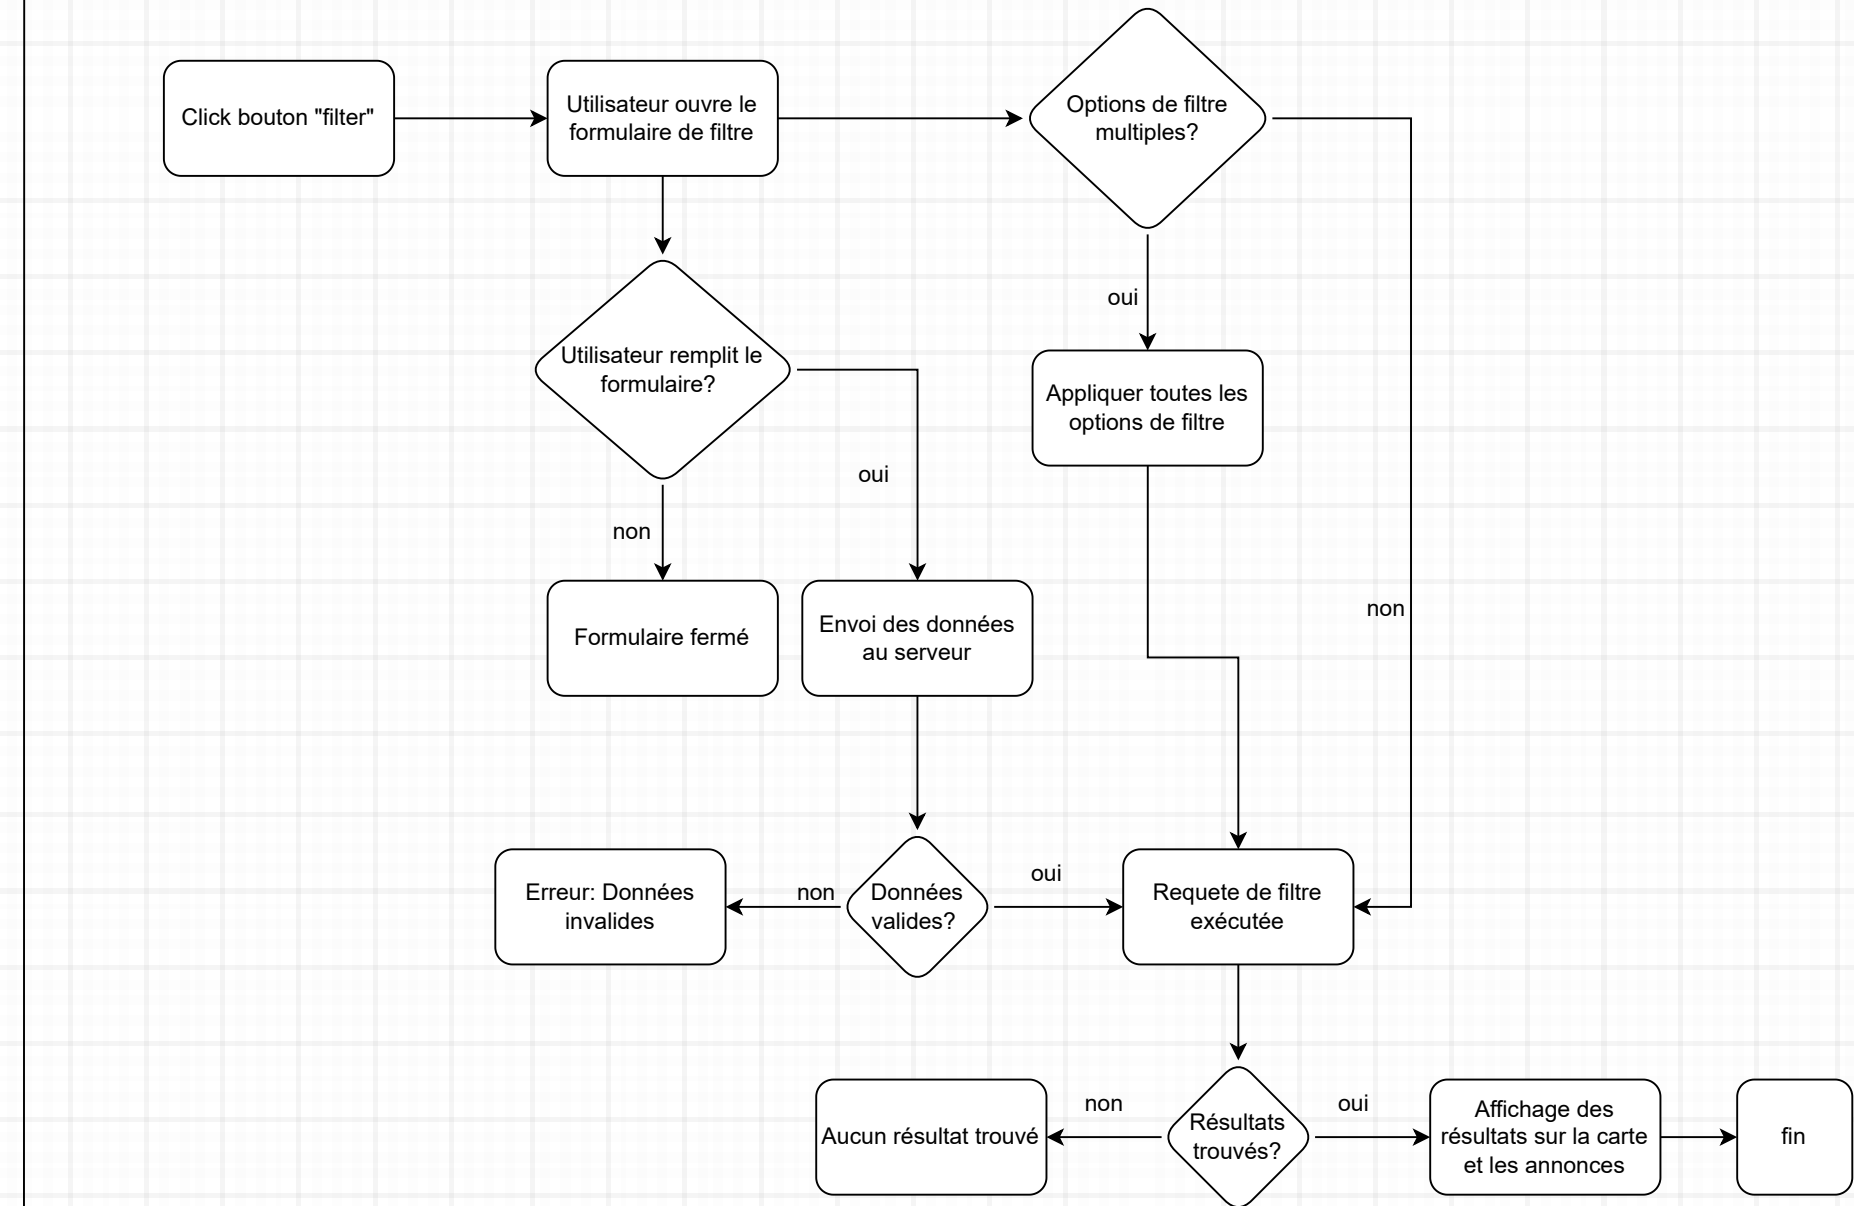 Click bouton "filter"
Utilisateur ouvre le
formulaire de filtre
Options de filtre
multiples?
oui
Utilisateur remplit le
formulaire?
Appliquer toutes les
options de filtre
oui
non
non
Formulaire fermé
Envoi des données
au serveur
Erreur: Données
invalides
non
Données
valides?
oui
Requete de filtre
exécutée
Aucun résultat trouvé
non
Résultats
trouvés?
oui
Affichage des
résultats sur la carte
et les annonces
fin